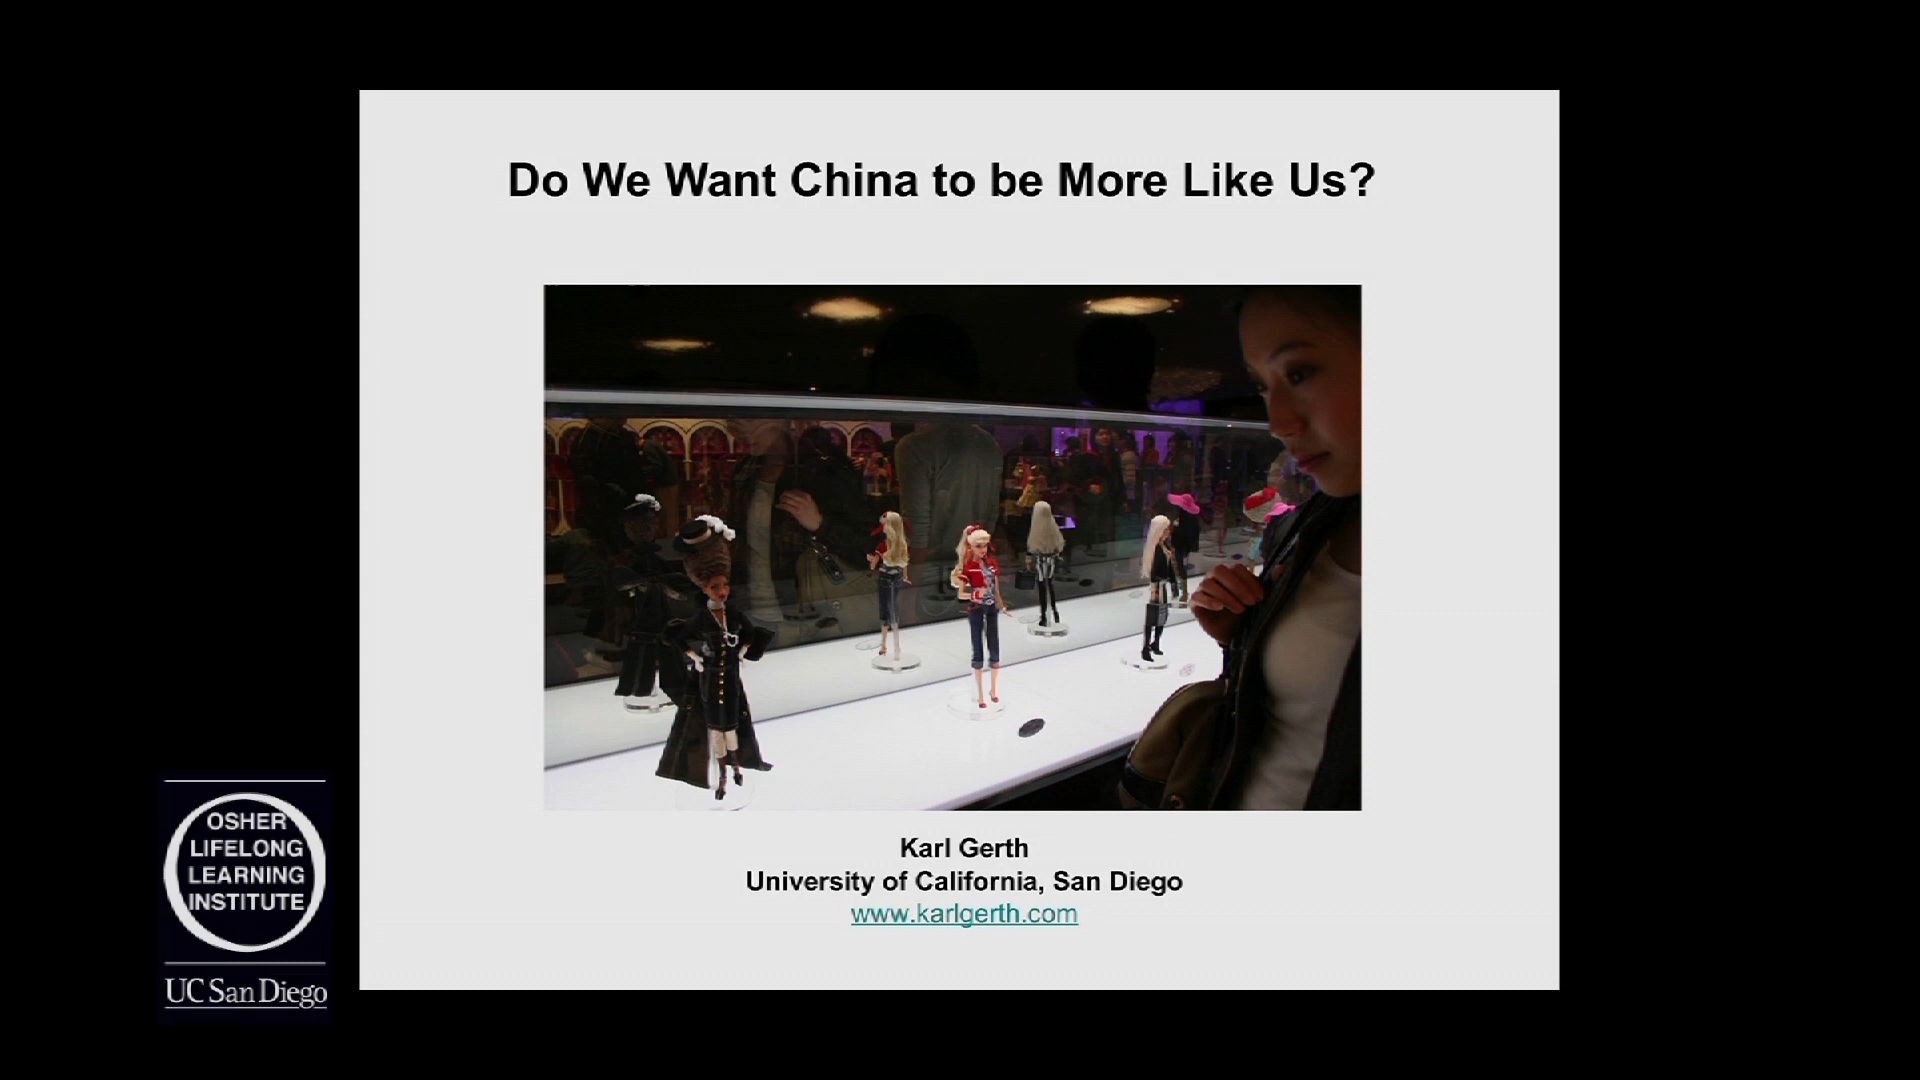 Do We Want China to be More Like Us?
Karl Gerth
University of California, San Diego
www.karlgerth.com
OSHER
LIFELONG
LEARNING
INSTITUTE
UC San Diego